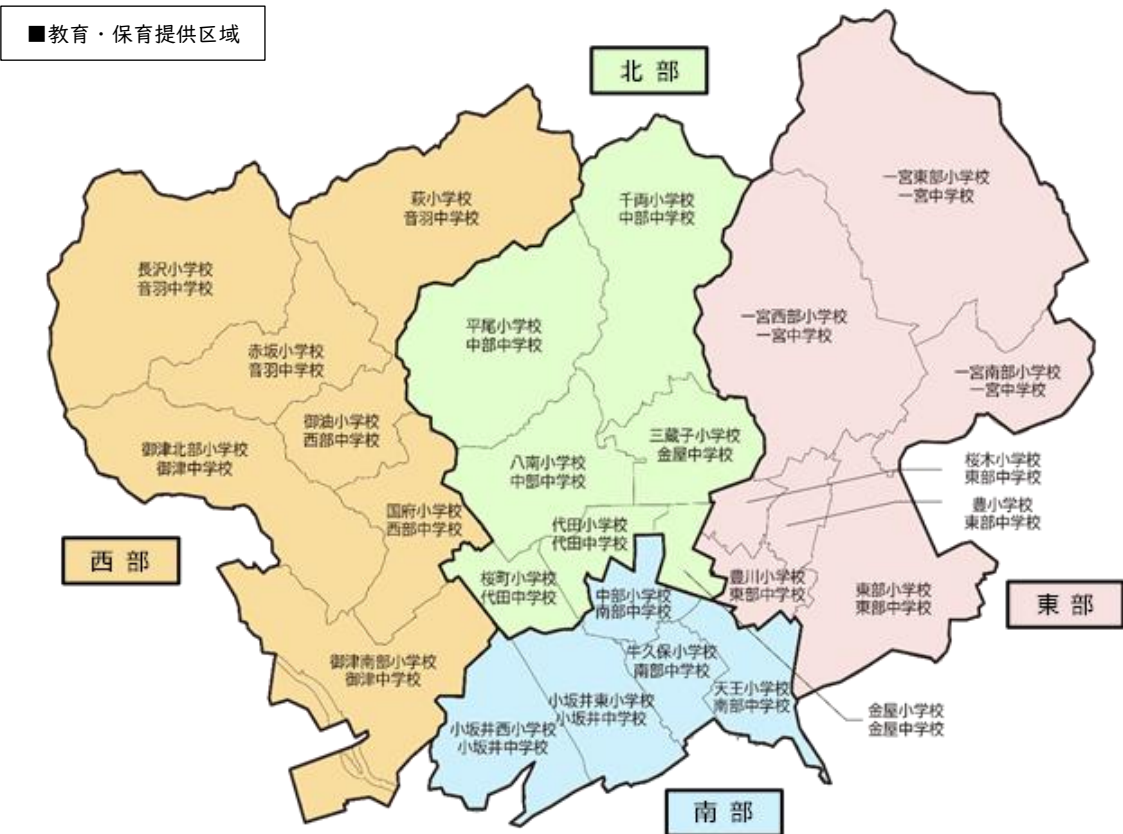 ■教育・保育提供区域
北部
千両小学校
中部中学校
平尾小学校
中部中学校
三蔵子小学校
金屋中学校
八南小学校
中部中学校
代田小学校
代田中学校
桜町小学校
代田中学校
金屋小学校
金屋中学校
西部
萩小学校
音羽中学校
長沢小学校
音羽中学校
赤坂小学校
音羽中学校
御油小学校
西部中学校
御津北部小学校
御津中学校
国府小学校
西部中学校
御津南部小学校
御津中学校
東部
一宮東部小学校
一宮中学校
一宮西部小学校
一宮中学校
一宮南部小学校
一宮中学校
桜木小学校
東部中学校
豊小学校
東部中学校
豊川小学校
東部中学校
東部小学校
東部中学校
南部
中部小学校
南部中学校
牛久保小学校
南部中学校
天王小学校
南部中学校
小坂井東小学校
小坂井中学校
小坂井西小学校
小坂井中学校